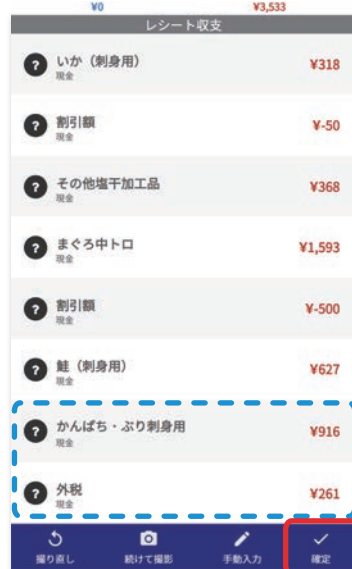 ¥0 ¥3,533
レシート収支
いか（刺身用） ¥318
現金
割引額 ¥-50
現金
その他塩干加工品 ¥368
現金
まぐろ中トロ ¥1,593
現金
割引額 ¥-500
現金
鮭（刺身用） ¥627
現金
かんぱち・ぶり刺身用 ¥916
現金
外税 ¥261
現金
撮り直し 続けて撮影 手動入力 確定